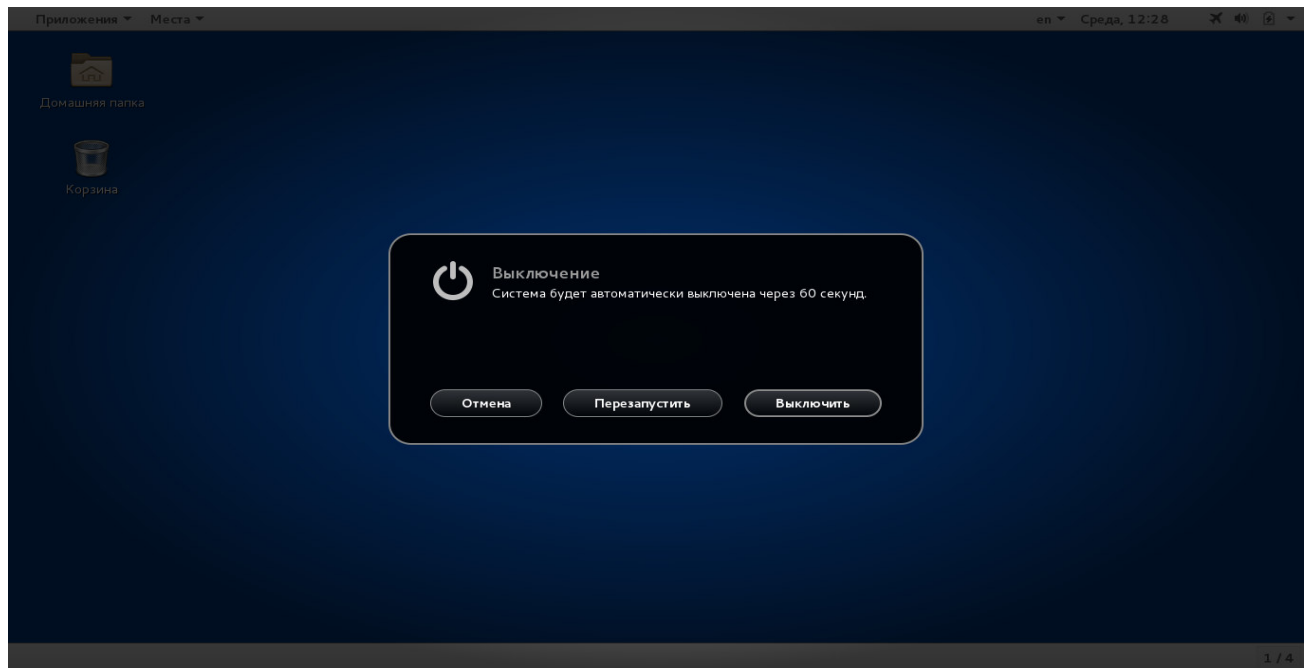 Приложения Места en Среда, 12:28
Домашняя папка
Корзина
Выключение
Система будет автоматически выключена через 60 секунд.
Отмена Перезапустить Выключить
1 / 4